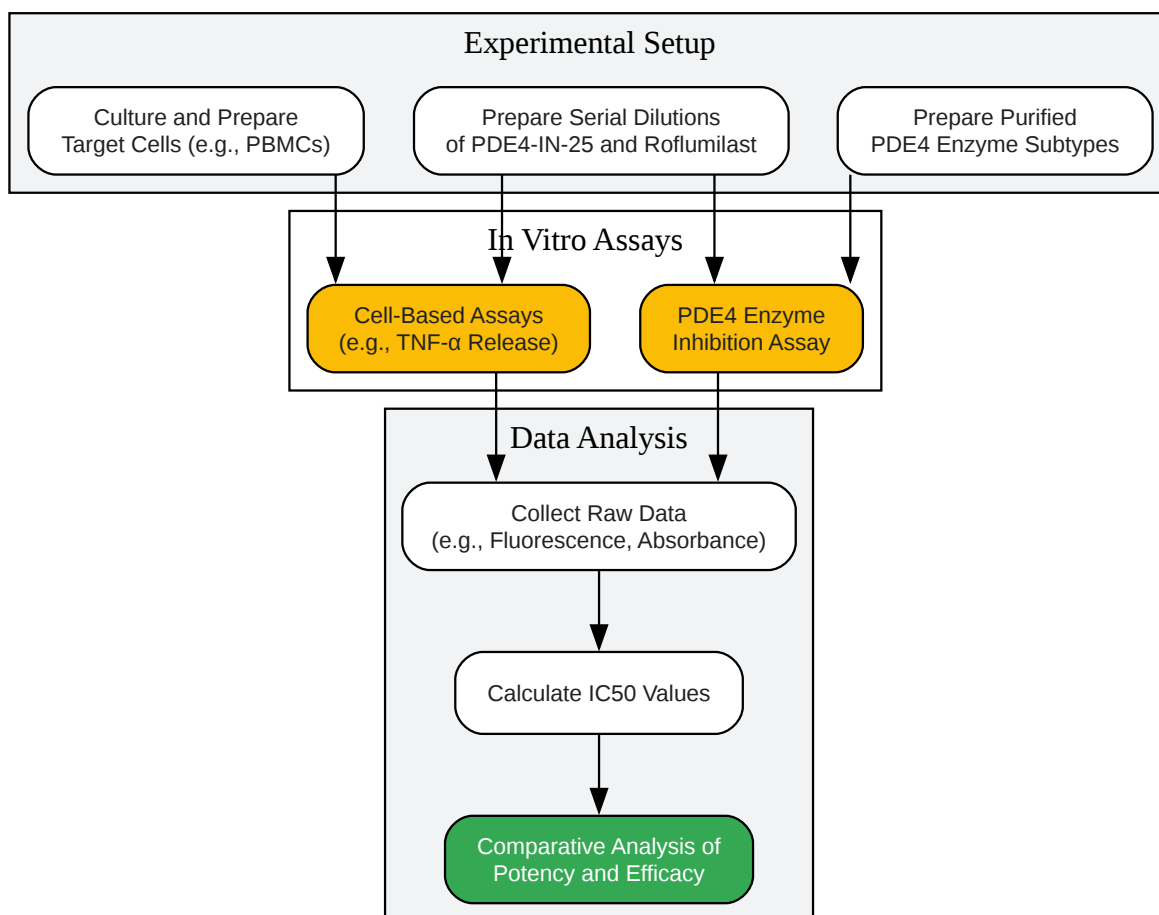 Experimental Setup
Culture and Prepare
Target Cells (e.g., PBMCs)
Prepare Serial Dilutions
of PDE4-IN-25 and Roflumilast
Prepare Purified
PDE4 Enzyme Subtypes
In Vitro Assays
Cell-Based Assays
(e.g., TNF-α Release)
PDE4 Enzyme
Inhibition Assay
Data Analysis
Collect Raw Data
(e.g., Fluorescence, Absorbance)
Calculate IC50 Values
Comparative Analysis of
Potency and Efficacy